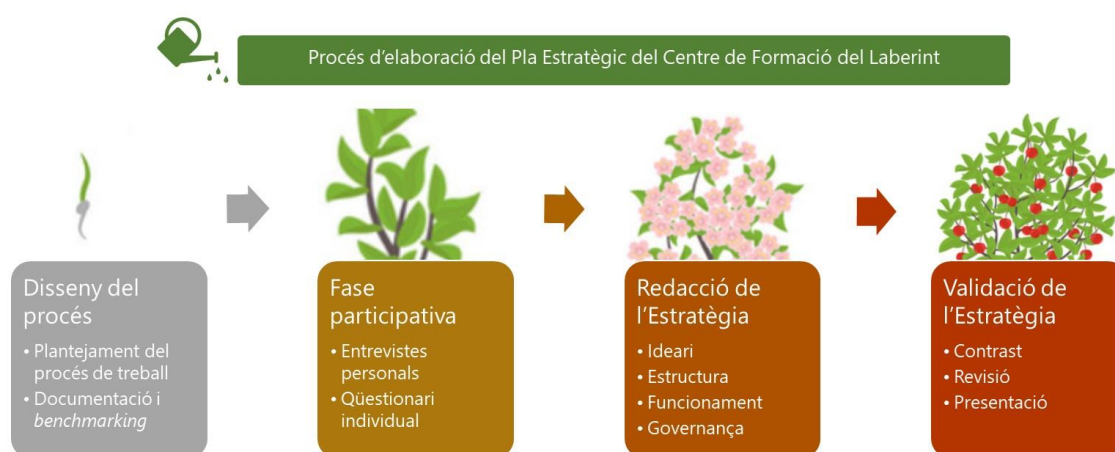 Procés d'elaboració del Pla Estratègic del Centre de Formació del Laberint
Disseny del
procés
• Plantejament del
procés de treball
• Documentació i
benchmarking
Fase
participativa
• Entrevistes
personals
• Qüestionari
individual
Redacció de
l'Estratègia
• Ideari
• Estructura
• Funcionament
• Governança
Validació de
l'Estratègia
• Contrast
• Revisió
• Presentació